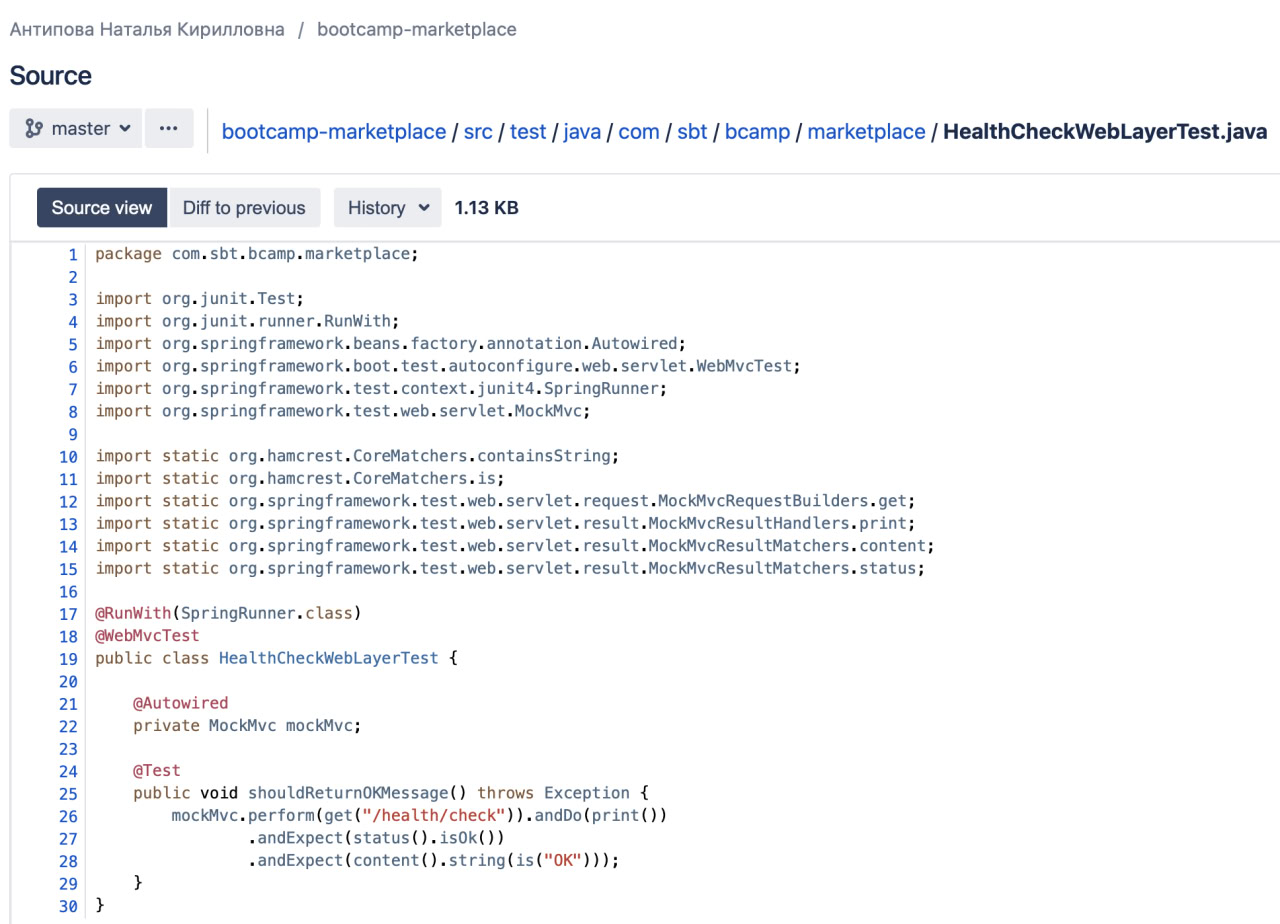 Антипова Наталья Кирилловна / bootcamp-marketplace
Source
master ··· bootcamp-marketplace / src / test / java / com / sbt / bcamp / marketplace / HealthCheckWebLayerTest.java
Source view Diff to previous History 1.13 KB
1 package com.sbt.bcamp.marketplace;
2
3 import org.junit.Test;
4 import org.junit.runner.RunWith;
5 import org.springframework.beans.factory.annotation.Autowired;
6 import org.springframework.boot.test.autoconfigure.web.servlet.WebMvcTest;
7 import org.springframework.test.context.junit4.SpringRunner;
8 import org.springframework.test.web.servlet.MockMvc;
9
10 import static org.hamcrest.CoreMatchers.containsString;
11 import static org.hamcrest.CoreMatchers.is;
12 import static org.springframework.test.web.servlet.request.MockMvcRequestBuilders.get;
13 import static org.springframework.test.web.servlet.result.MockMvcResultHandlers.print;
14 import static org.springframework.test.web.servlet.result.MockMvcResultMatchers.content;
15 import static org.springframework.test.web.servlet.result.MockMvcResultMatchers.status;
16
17 @RunWith(SpringRunner.class)
18 @WebMvcTest
19 public class HealthCheckWebLayerTest {
20
21     @Autowired
22     private MockMvc mockMvc;
23
24     @Test
25     public void shouldReturnOKMessage() throws Exception {
26         mockMvc.perform(get("/health/check")).andDo(print())
27                 .andExpect(status().isOk())
28                 .andExpect(content().string(is("OK")));
29     }
30 }